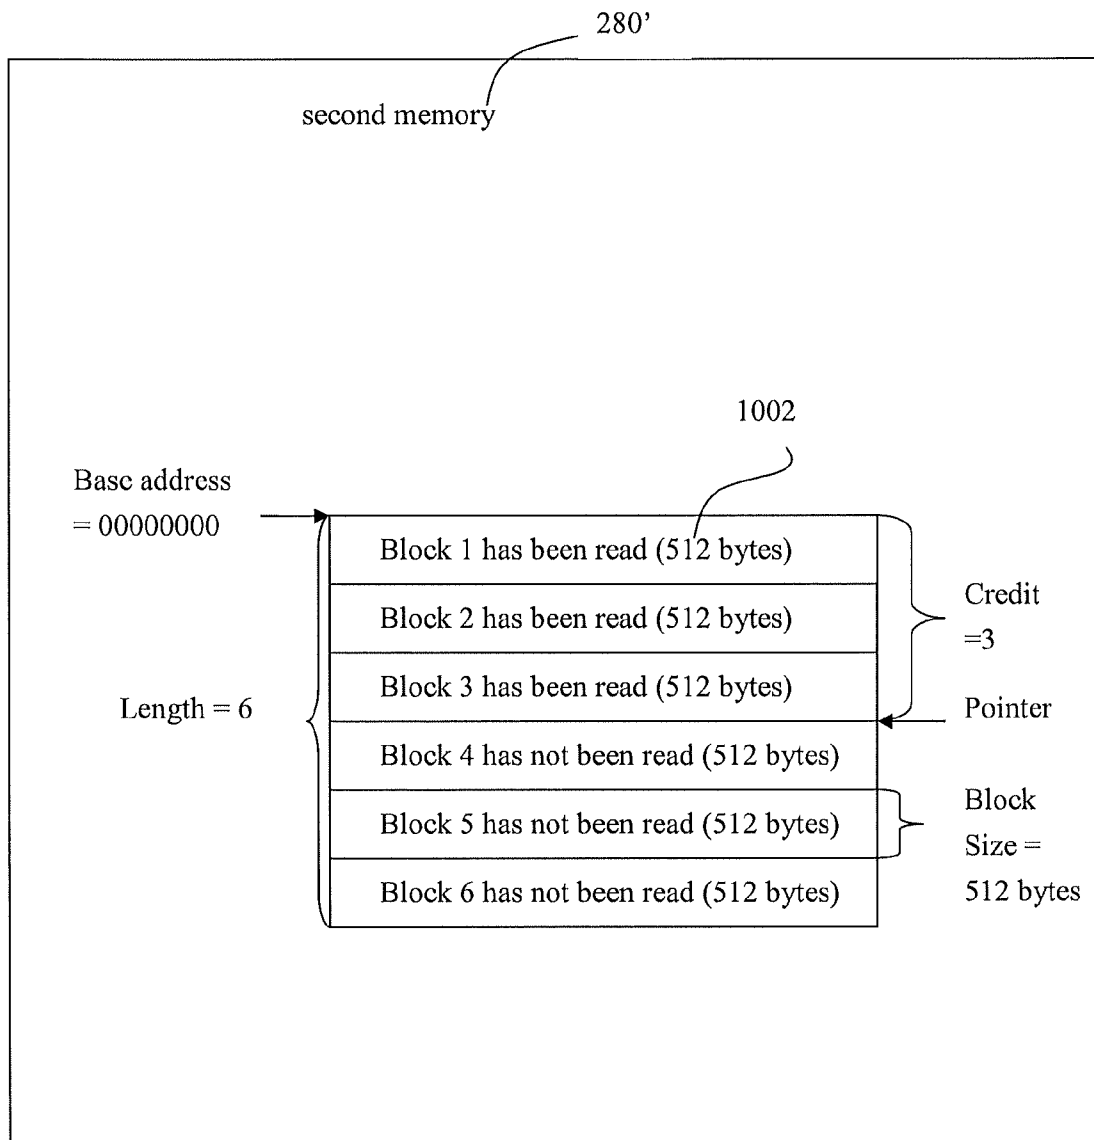 280’
second memory
1002
Base address
= 00000000
Block 1 has been read (512 bytes)
Block 2 has been read (512 bytes)
Credit
=3
Block 3 has been read (512 bytes)
Length = 6
Pointer
Block 4 has not been read (512 bytes)
Block
Size =
512 bytes
Block 5 has not been read (512 bytes)
Block 6 has not been read (512 bytes)